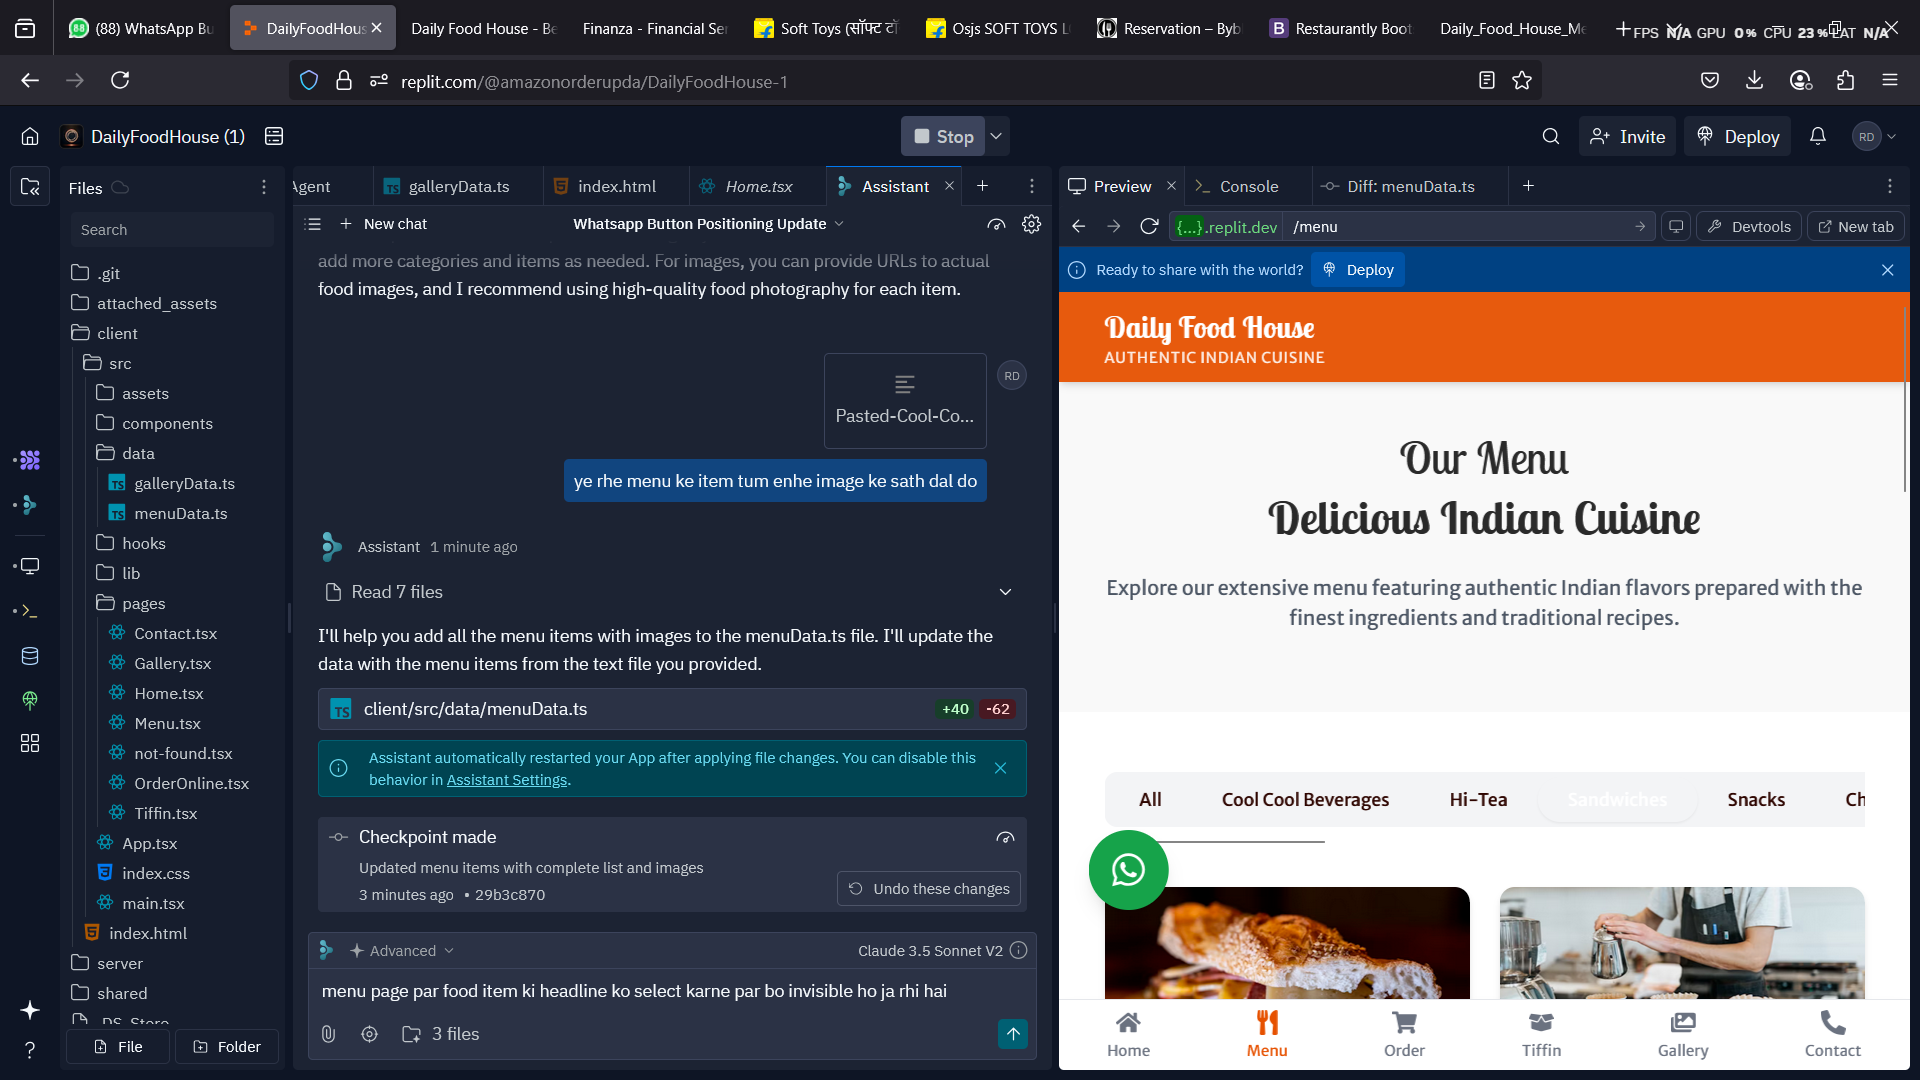 (88) WhatsApp Bu
DailyFoodHous
Daily Food House - Be
Finanza - Financial Ser
Soft Toys (सॉफ्ट टॉ
Osjs SOFT TOYS L
Reservation – Bybl
Restaurantly Boot
Daily_Food_House_Me
FPS N/A GPU 0% CPU 23% LAT N/A
replit.com/@amazonorderupda/DailyFoodHouse-1
DailyFoodHouse (1)
Stop
Invite
Deploy
RD
Files
Search
.git
attached_assets
client
src
assets
components
data
galleryData.ts
menuData.ts
hooks
lib
pages
Contact.tsx
Gallery.tsx
Home.tsx
Menu.tsx
not-found.tsx
OrderOnline.tsx
Tiffin.tsx
App.tsx
index.css
main.tsx
index.html
server
shared
.DS_Store
File
Folder
Agent
galleryData.ts
index.html
Home.tsx
Assistant
New chat
Whatsapp Button Positioning Update
add more categories and items as needed. For images, you can provide URLs to actual
food images, and I recommend using high-quality food photography for each item.
Pasted-Cool-Co...
RD
ye rhe menu ke item tum enhe image ke sath dal do
Assistant 1 minute ago
Read 7 files
I'll help you add all the menu items with images to the menuData.ts file. I'll update the
data with the menu items from the text file you provided.
TS client/src/data/menuData.ts +40 -62
Assistant automatically restarted your App after applying file changes. You can disable this
behavior in Assistant Settings.
Checkpoint made
Updated menu items with complete list and images
3 minutes ago • 29b3c870
Undo these changes
Advanced
Claude 3.5 Sonnet V2
menu page par food item ki headline ko select karne par bo invisible ho ja rhi hai
3 files
Preview
Console
Diff: menuData.ts
{...}.replit.dev /menu
Devtools
New tab
Ready to share with the world? Deploy
Daily Food House
AUTHENTIC INDIAN CUISINE
Our Menu
Delicious Indian Cuisine
Explore our extensive menu featuring authentic Indian flavors prepared with the
finest ingredients and traditional recipes.
All
Cool Cool Beverages
Hi-Tea
Sandwiches
Snacks
Ch
Home
Menu
Order
Tiffin
Gallery
Contact